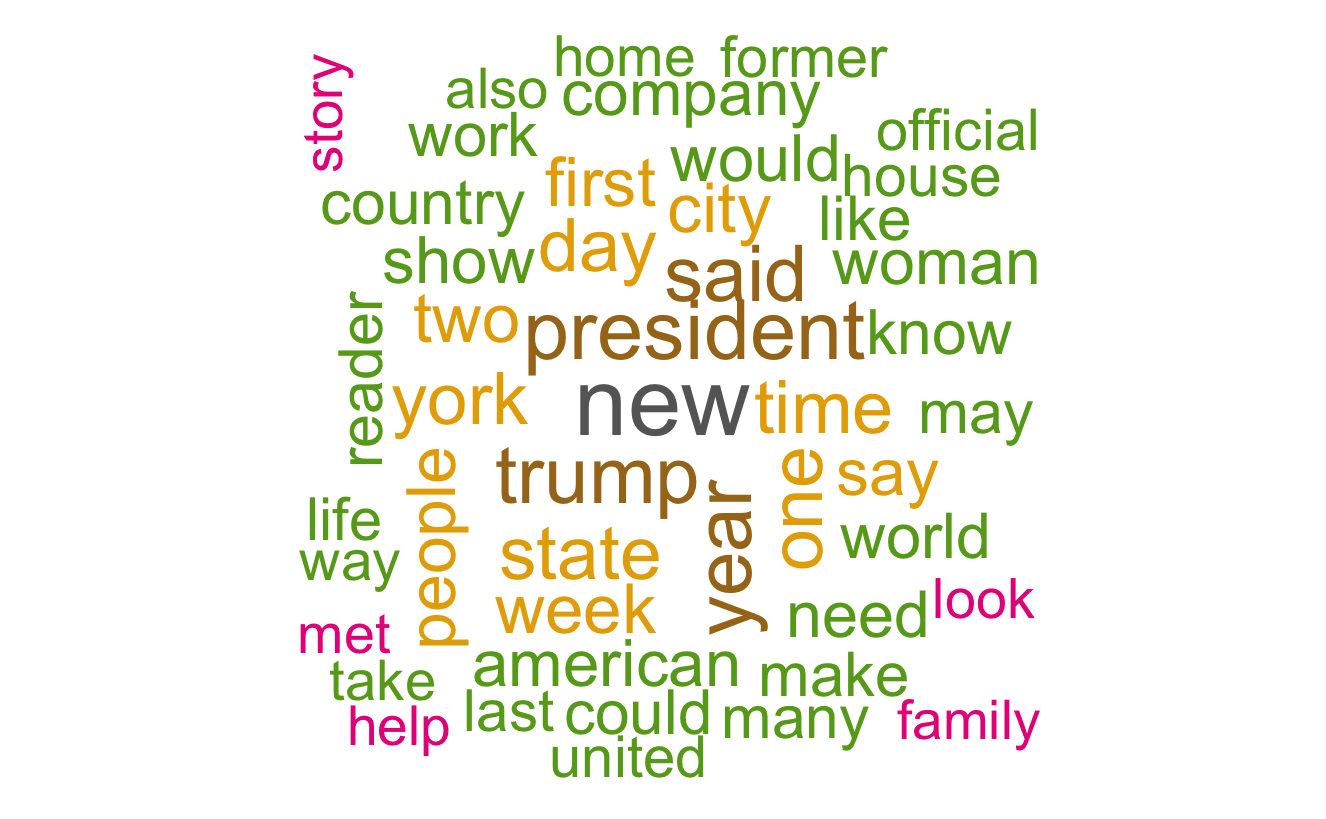 home former
also company
story
work would official
first house
country city like
show day said woman
two president know
reader
york new time may
people trump year one say
life state world
way
week need look
met
american make
take
last could many family
help
united